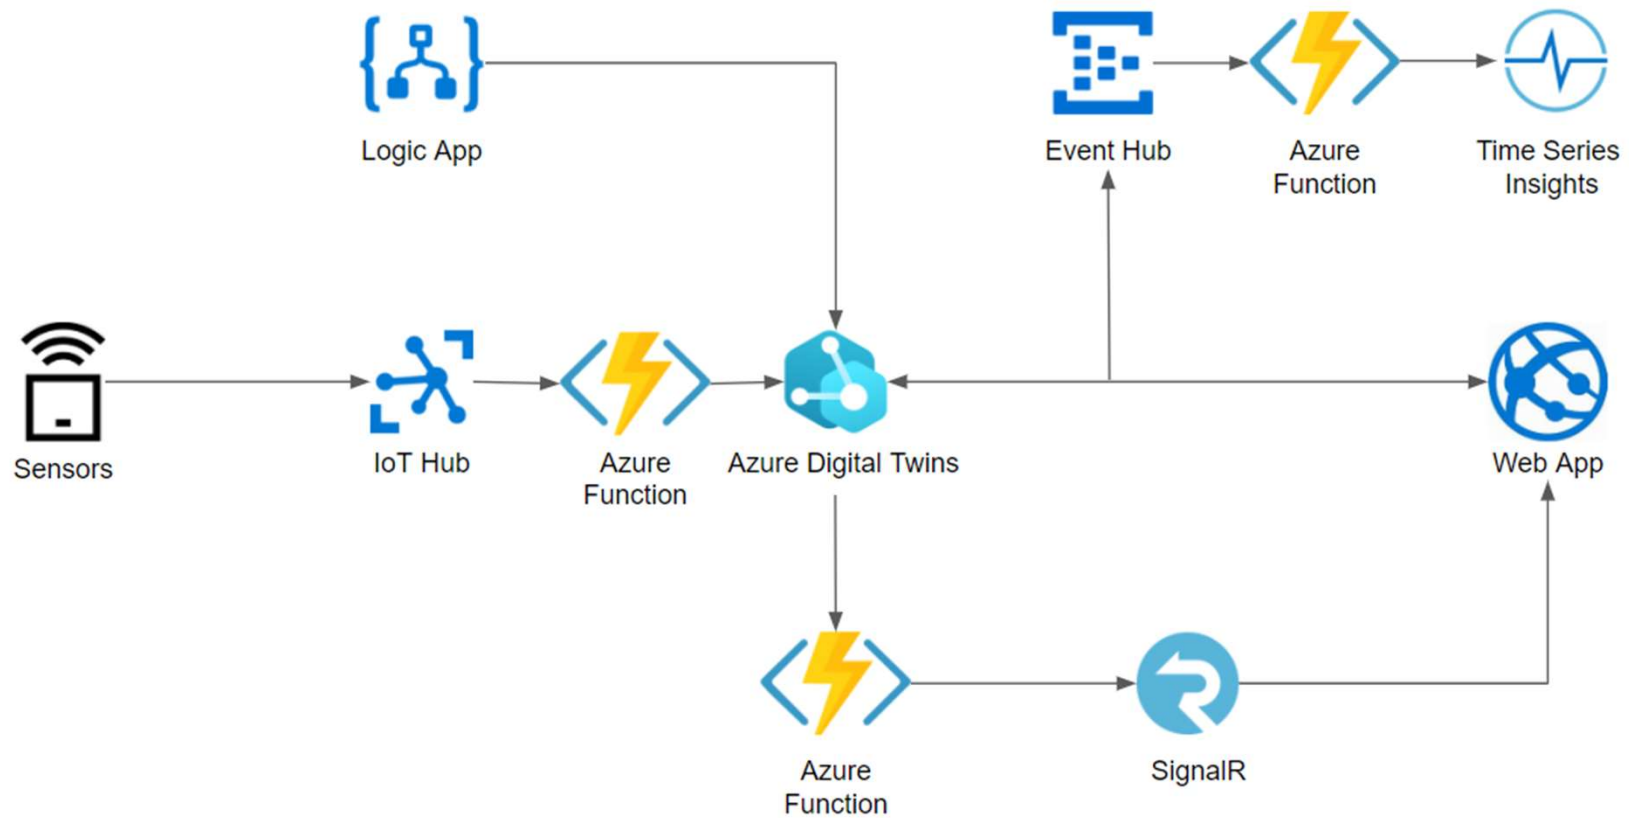 Logic App
Event Hub
Azure
Function
Time Series
Insights
Sensors
IoT Hub
Azure
Function
Azure Digital Twins
Web App
Azure
Function
SignalR